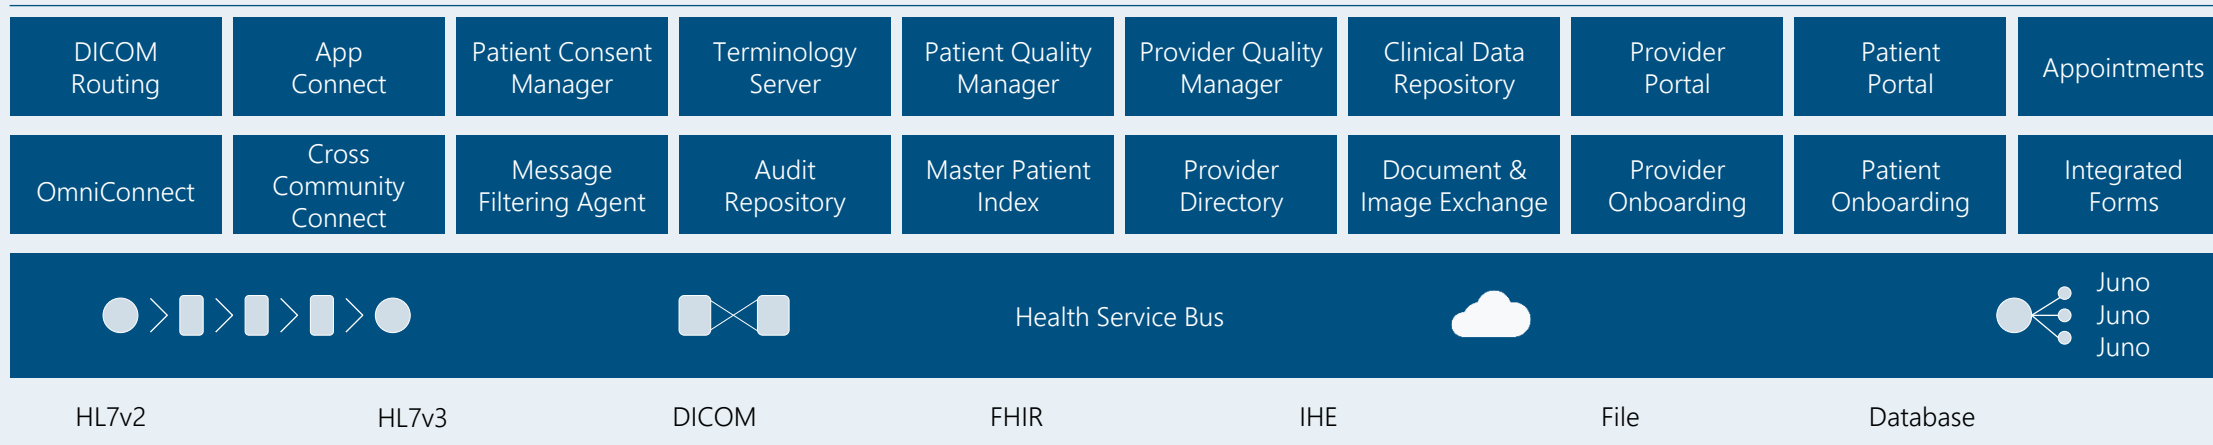 DICOM
Routing
App
Connect
Patient Consent
Manager
Terminology
Server
Patient Quality
Manager
Provider Quality
Manager
Clinical Data
Repository
Provider
Portal
Patient
Portal
Appointments
OmniConnect
Cross
Community
Connect
Message
Filtering Agent
Audit
Repository
Master Patient
Index
Provider
Directory
Document &
Image Exchange
Provider
Onboarding
Patient
Onboarding
Integrated
Forms
Health Service Bus
Juno
Juno
Juno
HL7v2
HL7v3
DICOM
FHIR
IHE
File
Database